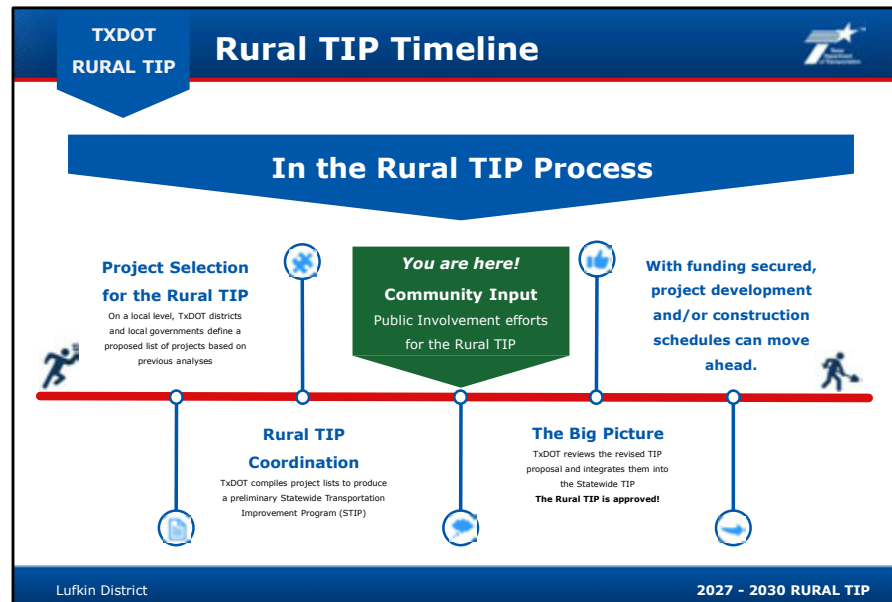 TXDOT
RURAL TIP
Rural TIP Timeline
Texas
Department
of Transportation
In the Rural TIP Process
Project Selection
for the Rural TIP
On a local level, TxDOT districts
and local governments define a
proposed list of projects based on
previous analyses
You are here!
Community Input
Public Involvement efforts
for the Rural TIP
With funding secured,
project development
and/or construction
schedules can move
ahead.
Rural TIP
Coordination
TxDOT compiles project lists to produce
a preliminary Statewide Transportation
Improvement Program (STIP)
The Big Picture
TxDOT reviews the revised TIP
proposal and integrates them into
the Statewide TIP
The Rural TIP is approved!
Lufkin District
2027 - 2030 RURAL TIP